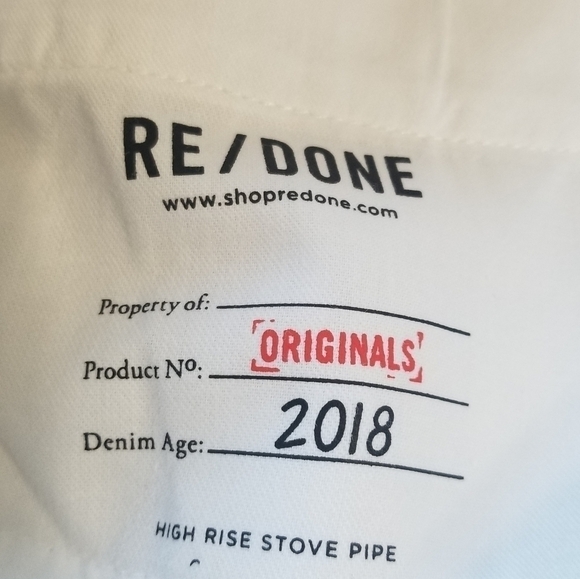 RE/DONE
www.shopredone.com
Property of:
Product Nº: ORIGINALS
Denim Age: 2018
HIGH RISE STOVE PIPE